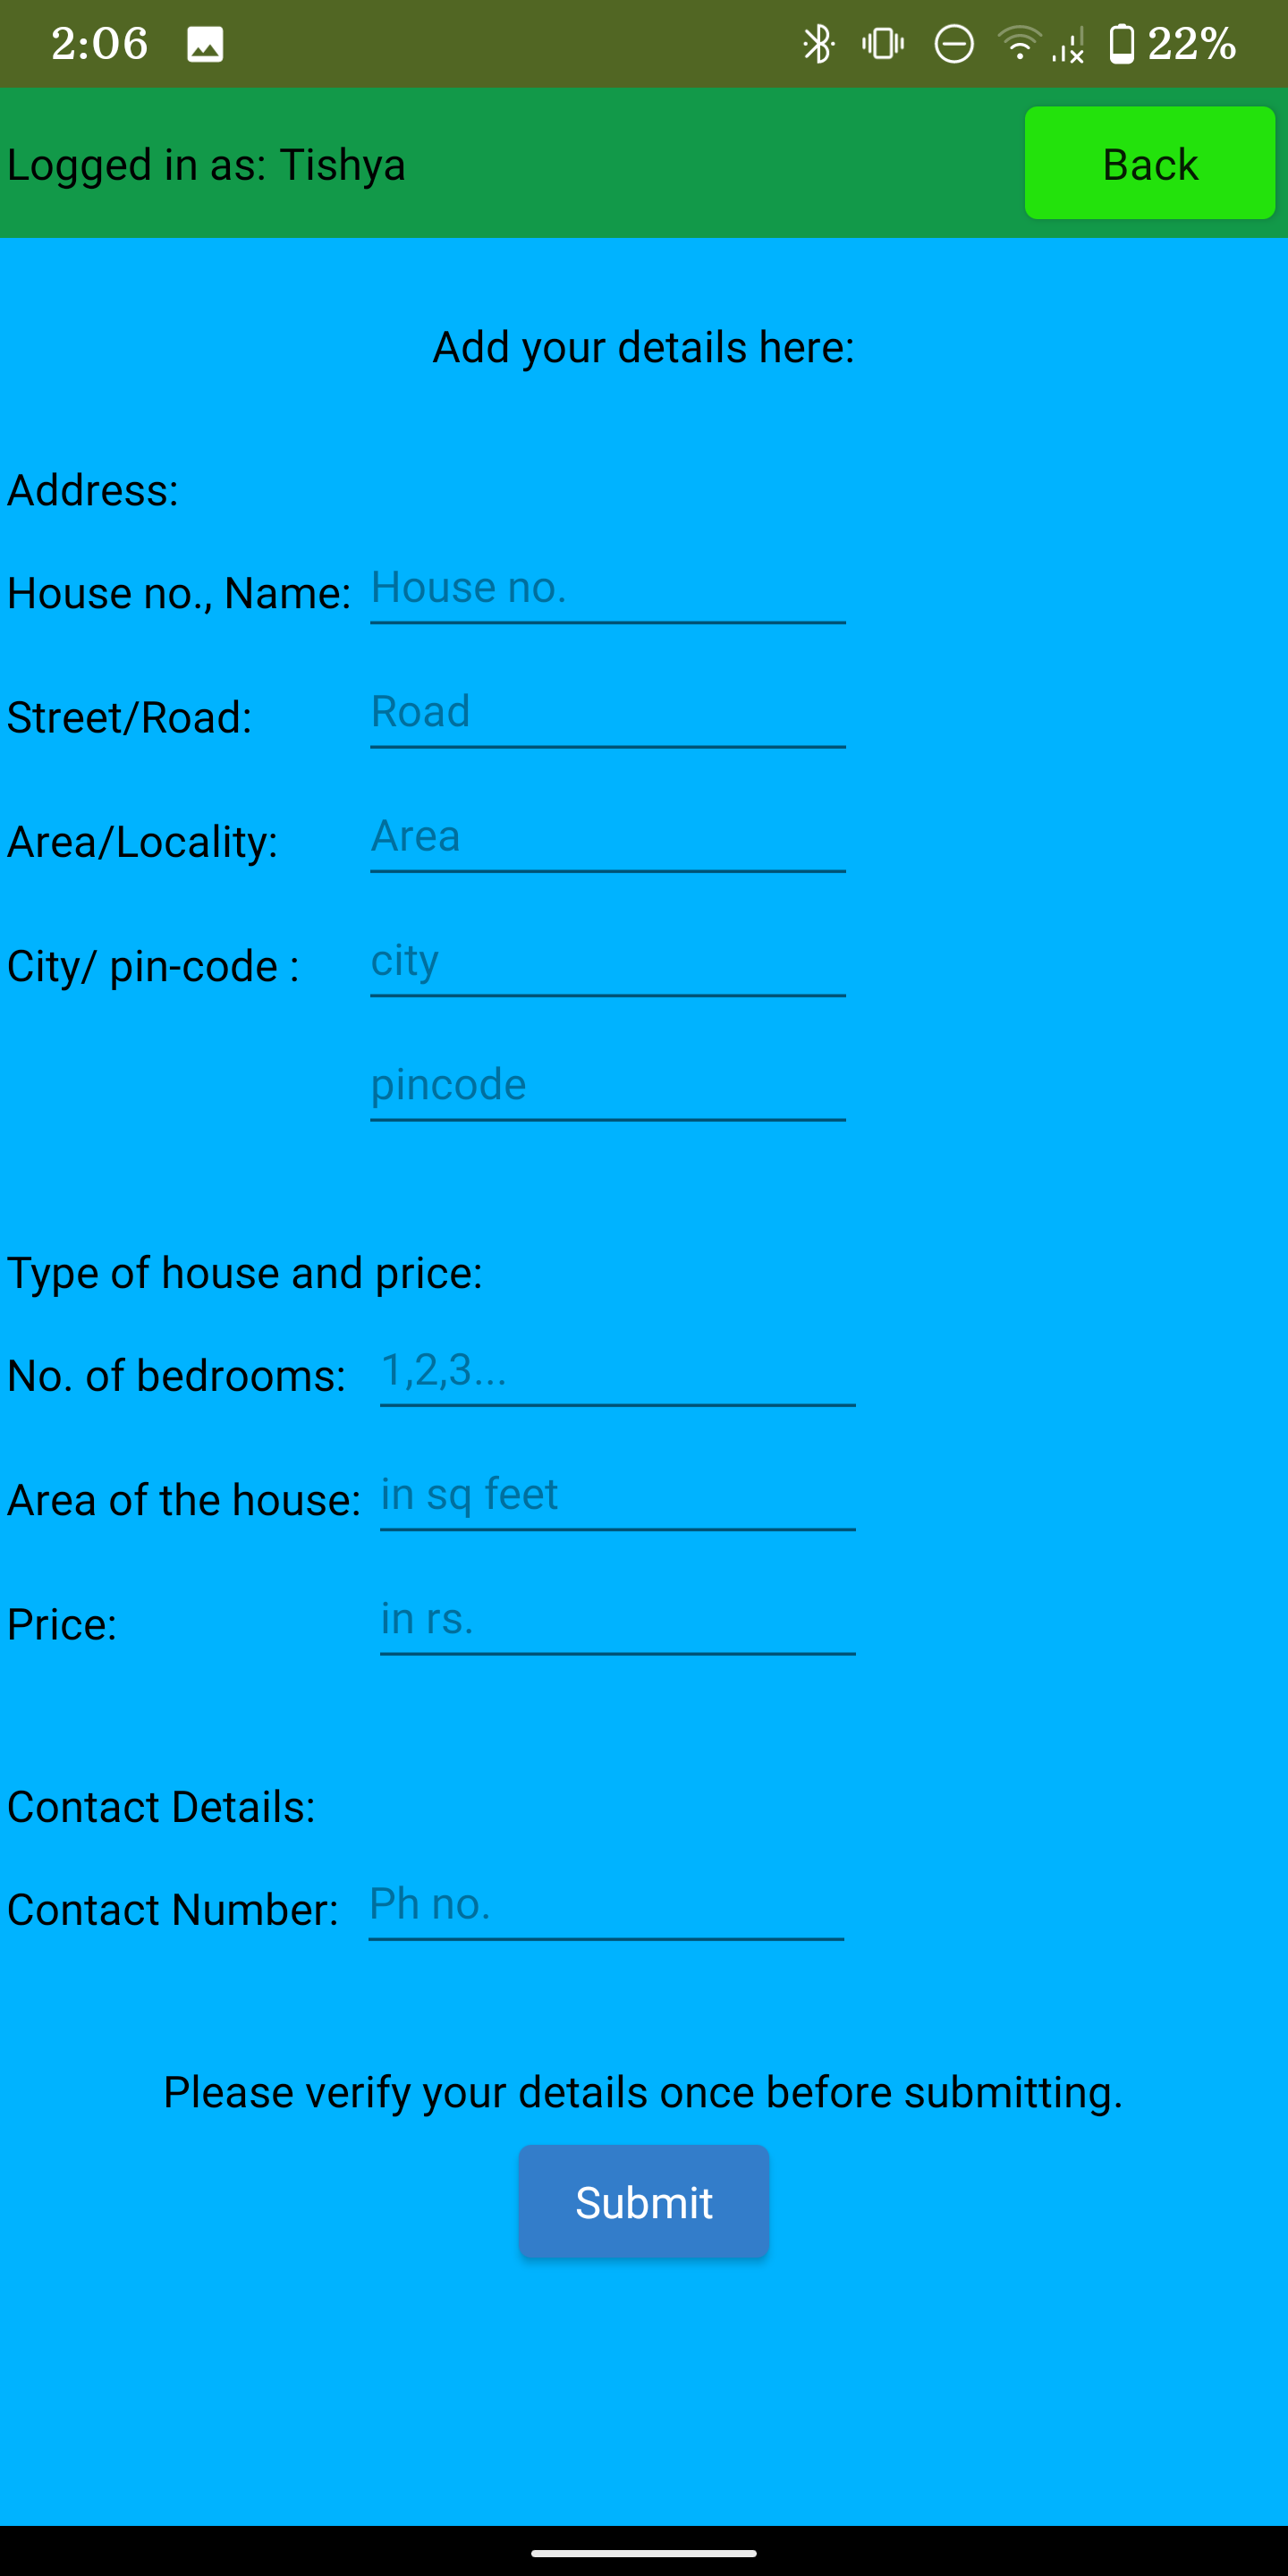 2:06 22%
Logged in as: Tishya Back
Add your details here:
Address:
House no., Name: House no.
Street/Road: Road
Area/Locality: Area
City/ pin-code : city
pincode
Type of house and price:
No. of bedrooms: 1,2,3...
Area of the house: in sq feet
Price: in rs.
Contact Details:
Contact Number: Ph no.
Please verify your details once before submitting.
Submit